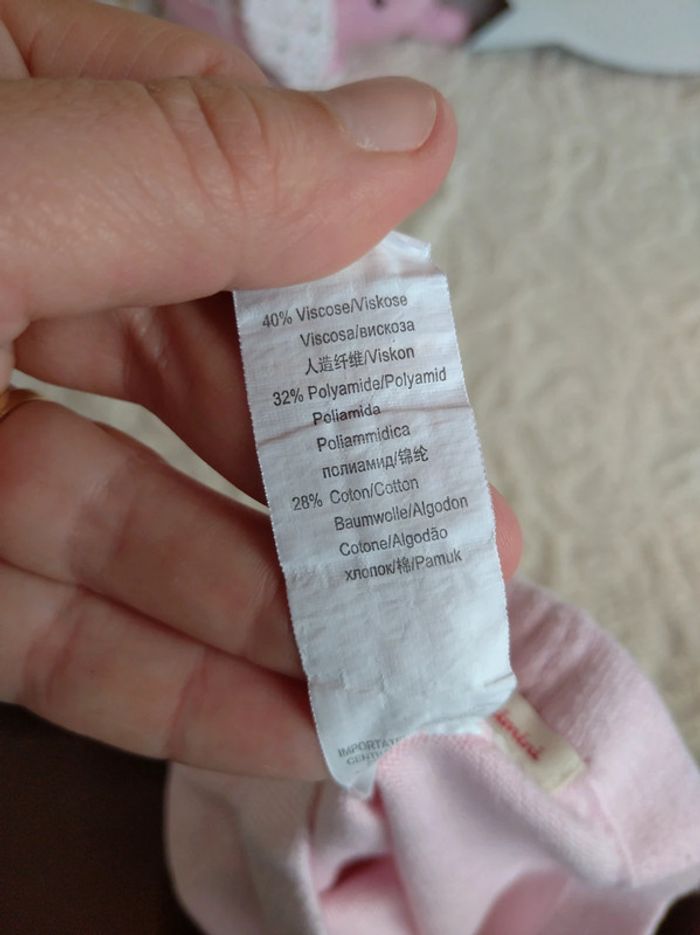 40% Viscose/Viskose
Viscosa/вискоза
人造纤维/Viskon
32% Polyamide/Polyamid
Poliamida
Poliammidica
полиамид/锦纶
28% Coton/Cotton
Baumwolle/Algodon
Cotone/Algodão
хлопок/棉/Pamuk